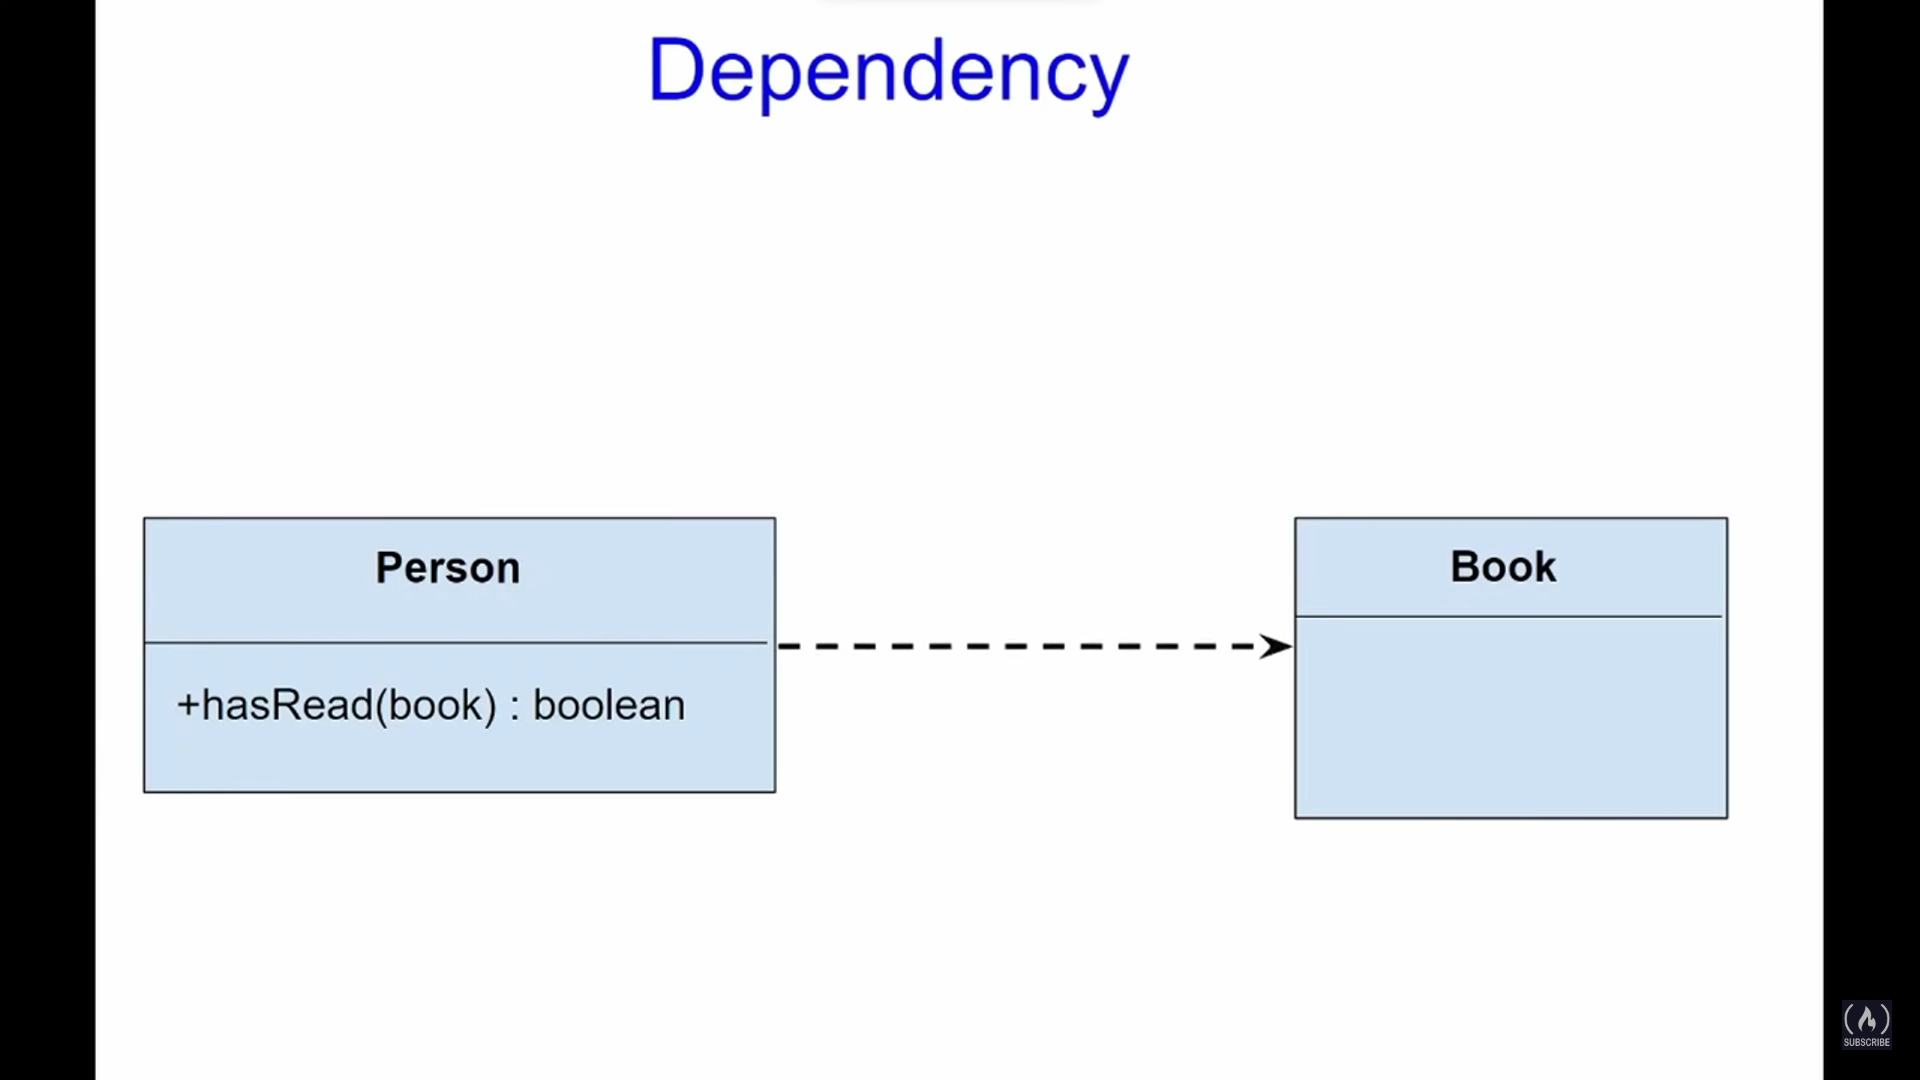 Dependency
Person
+hasRead(book) : boolean
Book
SUBSCRIBE